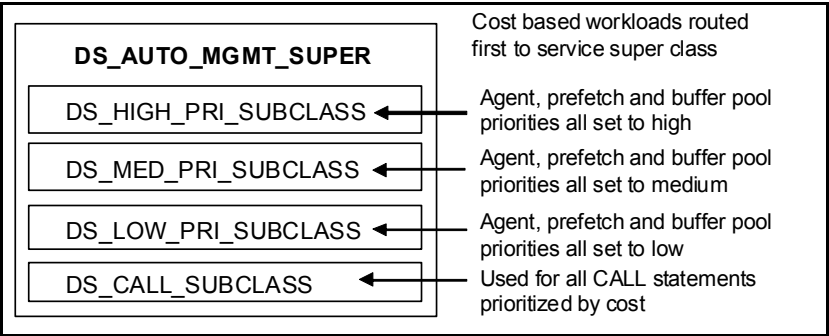 Cost based workloads routed
first to service super class
DS_AUTO_MGMT_SUPER
DS_HIGH_PRI_SUBCLASS
Agent, prefetch and buffer pool
priorities all set to high
DS_MED_PRI_SUBCLASS
Agent, prefetch and buffer pool
priorities all set to medium
DS_LOW_PRI_SUBCLASS
Agent, prefetch and buffer pool
priorities all set to low
DS_CALL_SUBCLASS
Used for all CALL statements
prioritized by cost